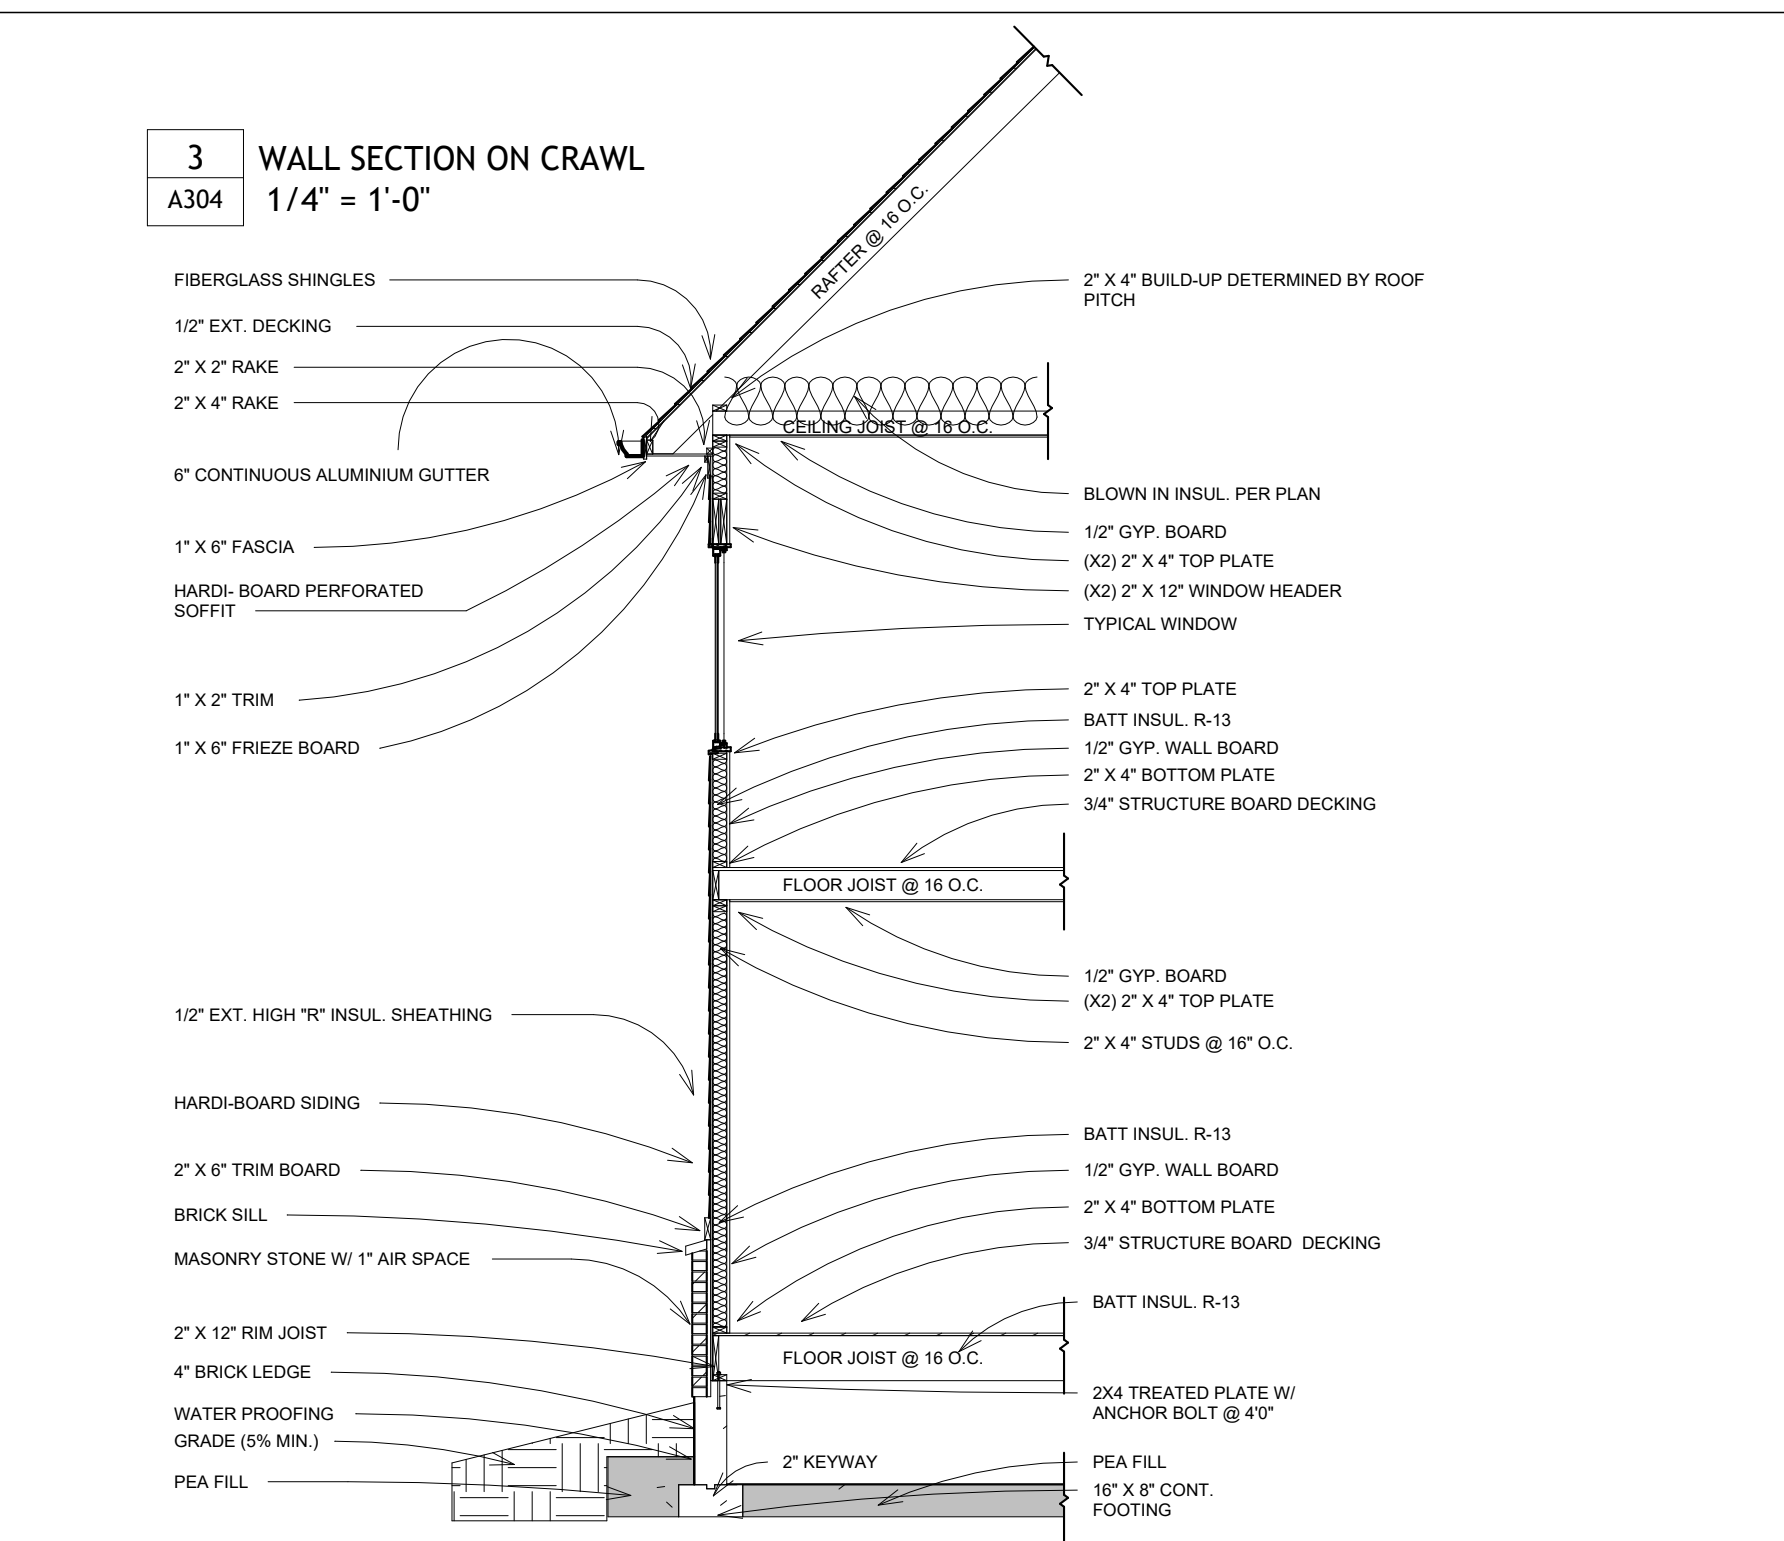 3
WALL SECTION ON CRAWL
A304
1/4" = 1'-0"
RAFTER @ 16 O.C.
FIBERGLASS SHINGLES
1/2" EXT. DECKING
2" X 2" RAKE
2" X 4" RAKE
6" CONTINUOUS ALUMINIUM GUTTER
1" X 6" FASCIA
HARDI- BOARD PERFORATED
SOFFIT
1" X 2" TRIM
1" X 6" FRIEZE BOARD
1/2" EXT. HIGH "R" INSUL. SHEATHING
HARDI-BOARD SIDING
2" X 6" TRIM BOARD
BRICK SILL
MASONRY STONE W/ 1" AIR SPACE
2" X 12" RIM JOIST
4" BRICK LEDGE
WATER PROOFING
GRADE (5% MIN.)
PEA FILL
CEILING JOIST @ 16 O.C.
FLOOR JOIST @ 16 O.C.
FLOOR JOIST @ 16 O.C.
2" KEYWAY
2" X 4" BUILD-UP DETERMINED BY ROOF
PITCH
BLOWN IN INSUL. PER PLAN
1/2" GYP. BOARD
(X2) 2" X 4" TOP PLATE
(X2) 2" X 12" WINDOW HEADER
TYPICAL WINDOW
2" X 4" TOP PLATE
BATT INSUL. R-13
1/2" GYP. WALL BOARD
2" X 4" BOTTOM PLATE
3/4" STRUCTURE BOARD DECKING
1/2" GYP. BOARD
(X2) 2" X 4" TOP PLATE
2" X 4" STUDS @ 16" O.C.
BATT INSUL. R-13
1/2" GYP. WALL BOARD
2" X 4" BOTTOM PLATE
3/4" STRUCTURE BOARD  DECKING
BATT INSUL. R-13
2X4 TREATED PLATE W/
ANCHOR BOLT @ 4'0"
PEA FILL
16" X 8" CONT.
FOOTING